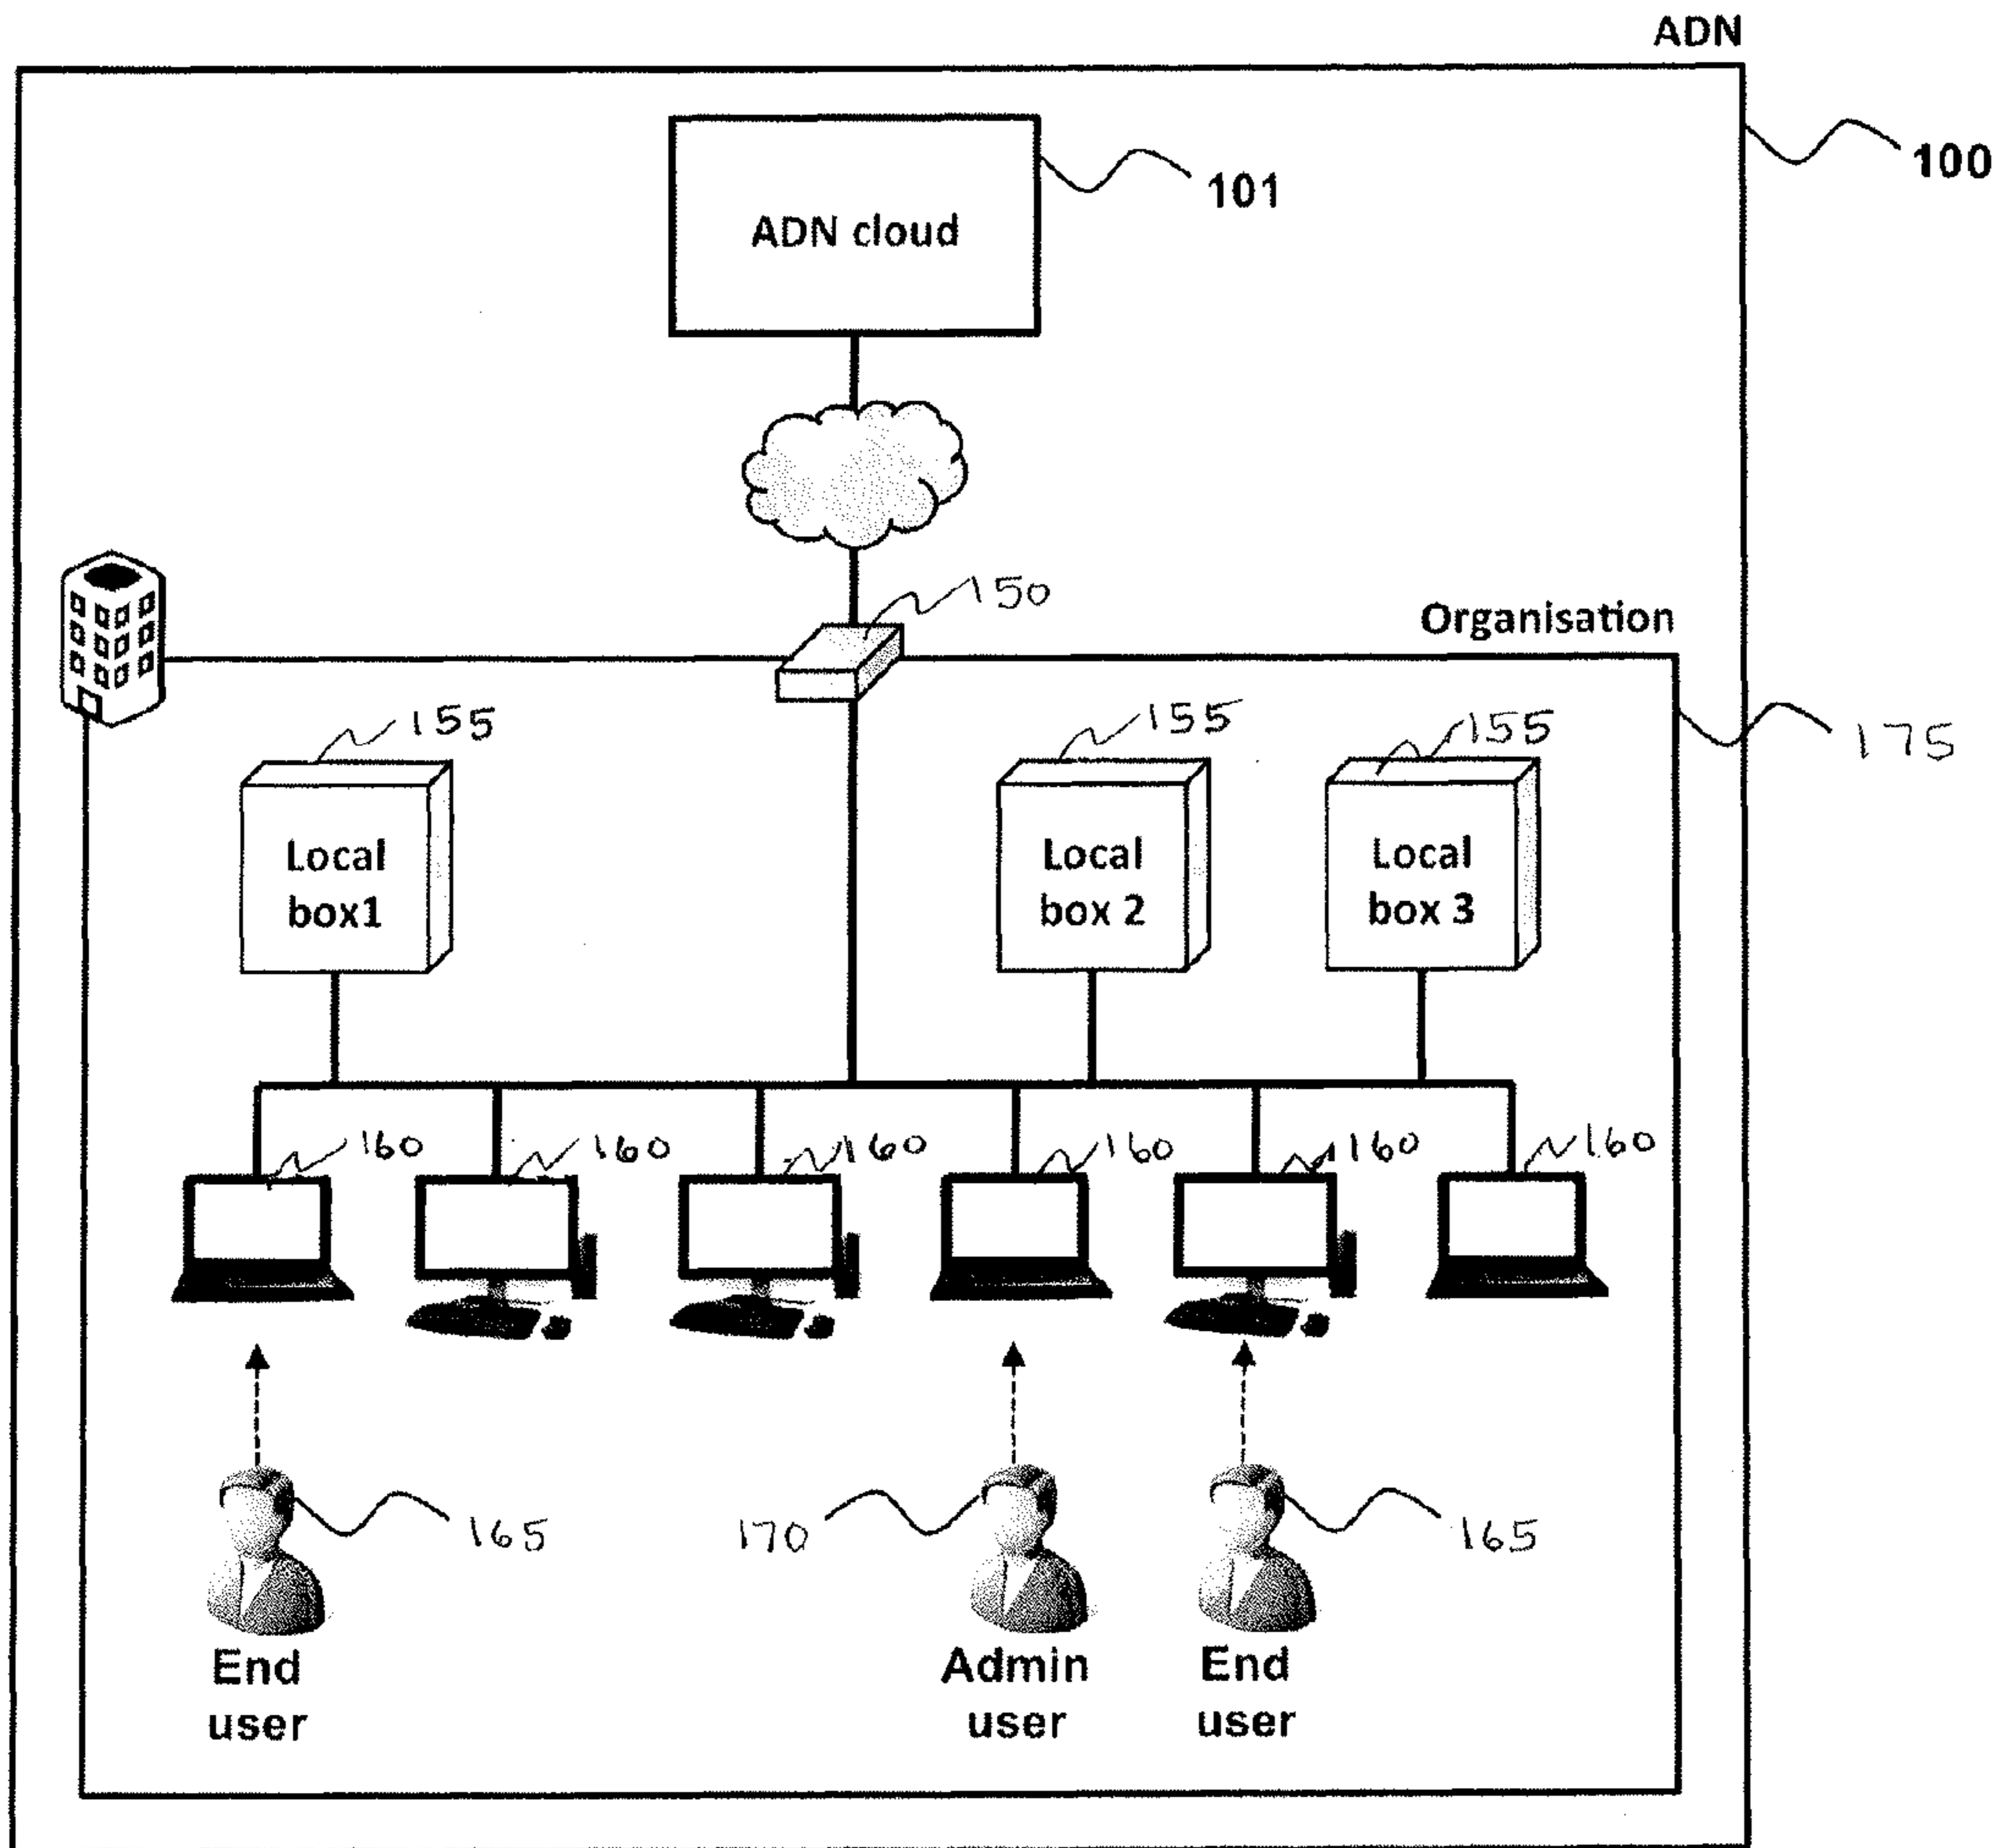 ADN
100
101
ADN cloud
150
Organisation
175
155
155
155
Local
box1
Local
box 2
Local
box 3
160
160
160
160
160
160
165
170
165
End
user
Admin
user
End
user